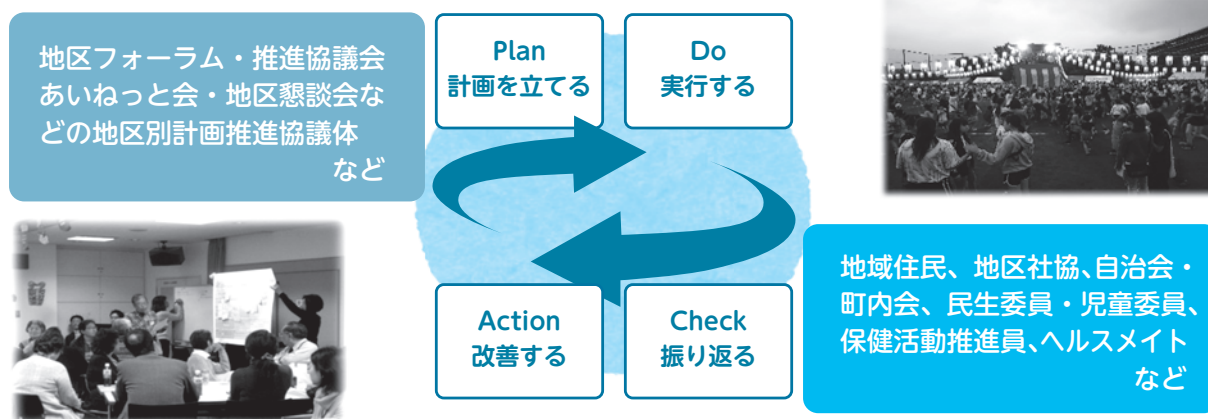 地区フォーラム・推進協議会
あいねっと会・地区懇談会な
どの地区別計画推進協議体
など
Plan
計画を立てる
Do
実行する
Action
改善する
Check
振り返る
地域住民、地区社協、自治会・
町内会、民生委員・児童委員、
保健活動推進員、ヘルスメイト
など